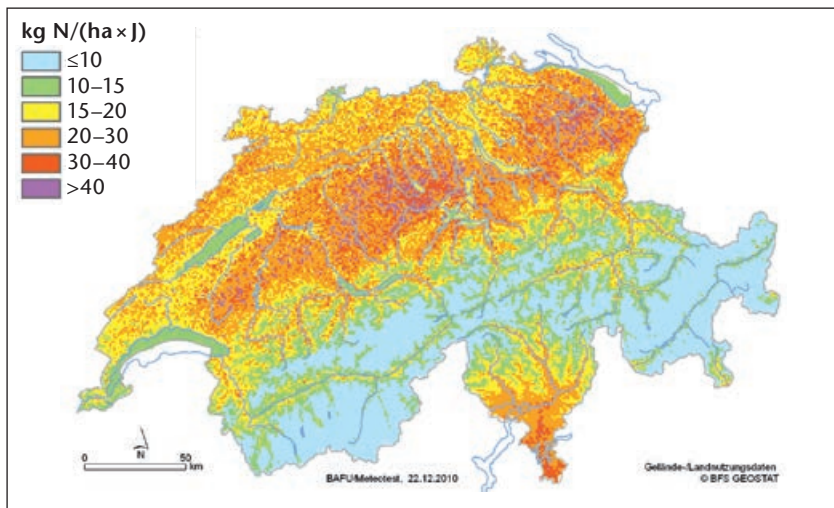 kg N/(ha × J)
≤10
10–15
15–20
20–30
30–40
>40
N
0 50
km
BAFU/Meteotest, 22.12.2010
Gelände-/Landnutzungsdaten
© BFS GEOSTAT